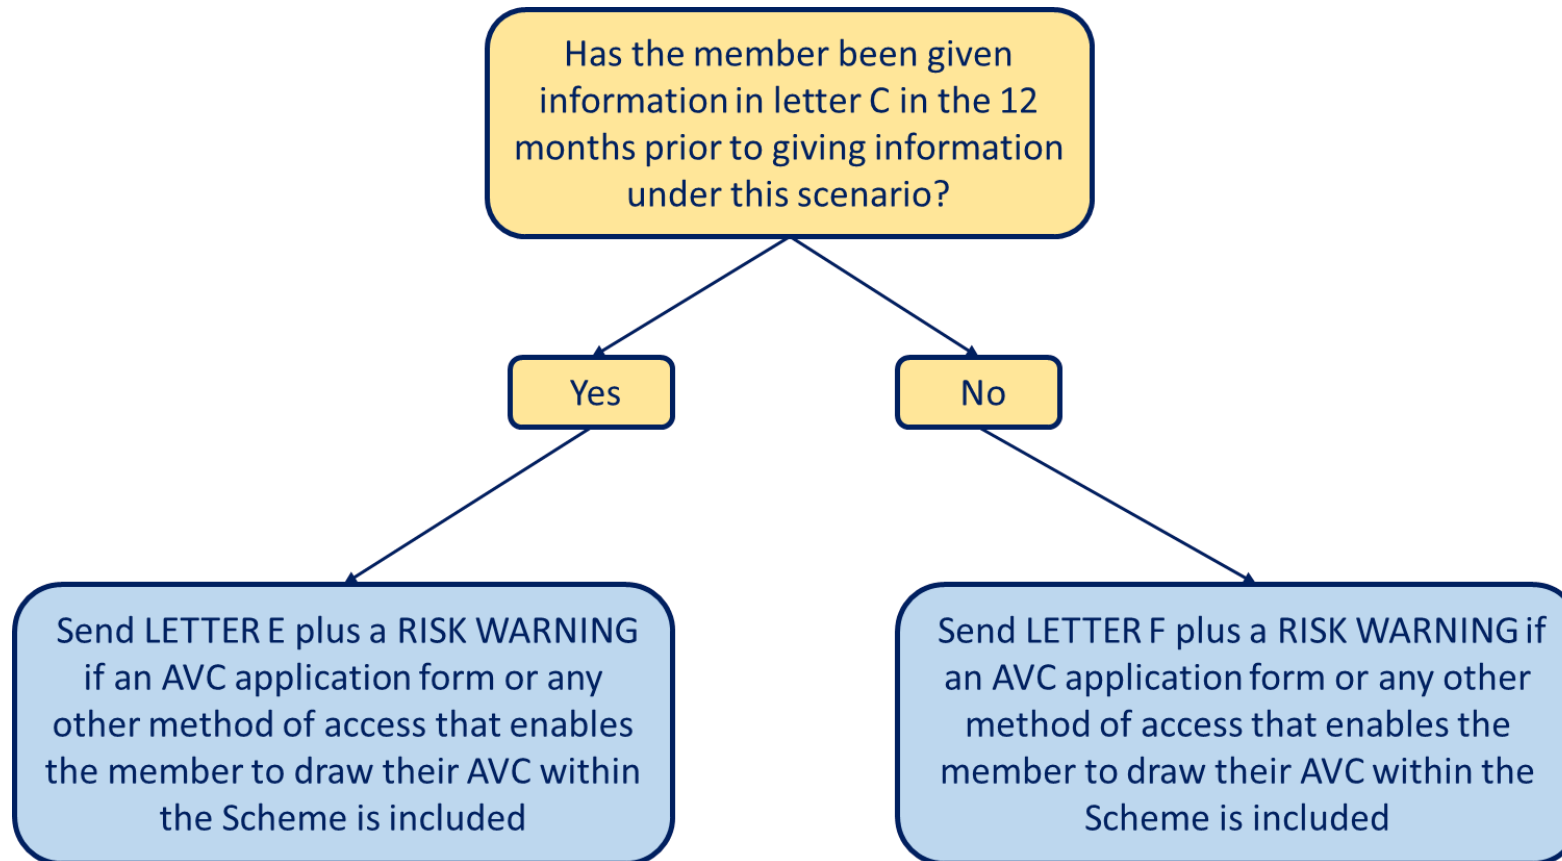 Has the member been given
information in letter C in the 12
months prior to giving information
under this scenario?
Yes
No
Send LETTER E plus a RISK WARNING
if an AVC application form or any
other method of access that enables
the member to draw their AVC within
the Scheme is included
Send LETTER F plus a RISK WARNING if
an AVC application form or any other
method of access that enables the
member to draw their AVC within the
Scheme is included